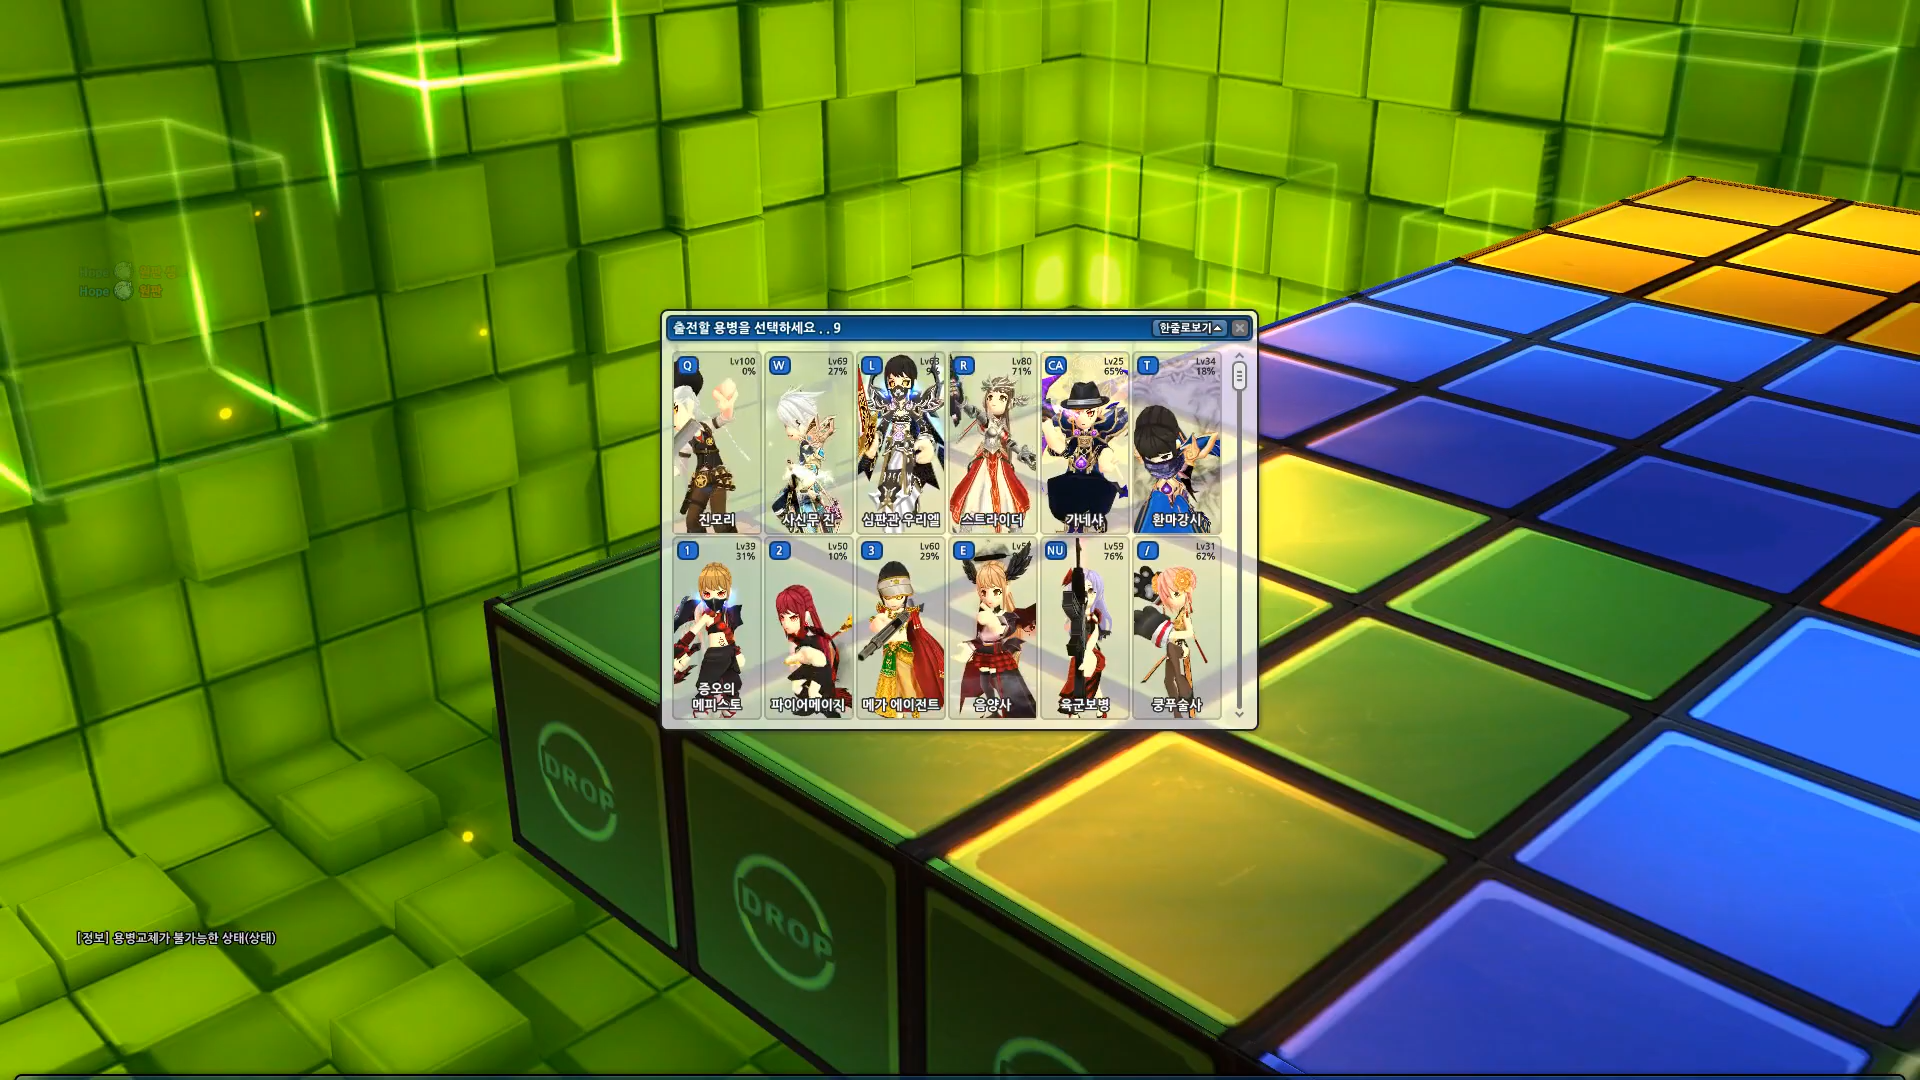 Hope 원판
출전할 용병을 선택하세요 . . 9
한줄로보기
Q Lv100 0% 진모리
W Lv69 27% 사신무 진
L Lv63 심판관 우리엘
R Lv80 71% 스트라이더
CA Lv25 65% 가네샤
T Lv34 18% 환마강시
1 Lv39 31% 증오의 메피스토
2 Lv50 10% 파이어메이지
3 Lv60 29% 메가 에이전트
E 음양사
NU Lv59 76% 육군보병
/ Lv31 62% 쿵푸술사
DROP
DROP
[정보] 용병교체가 불가능한 상태(상태)